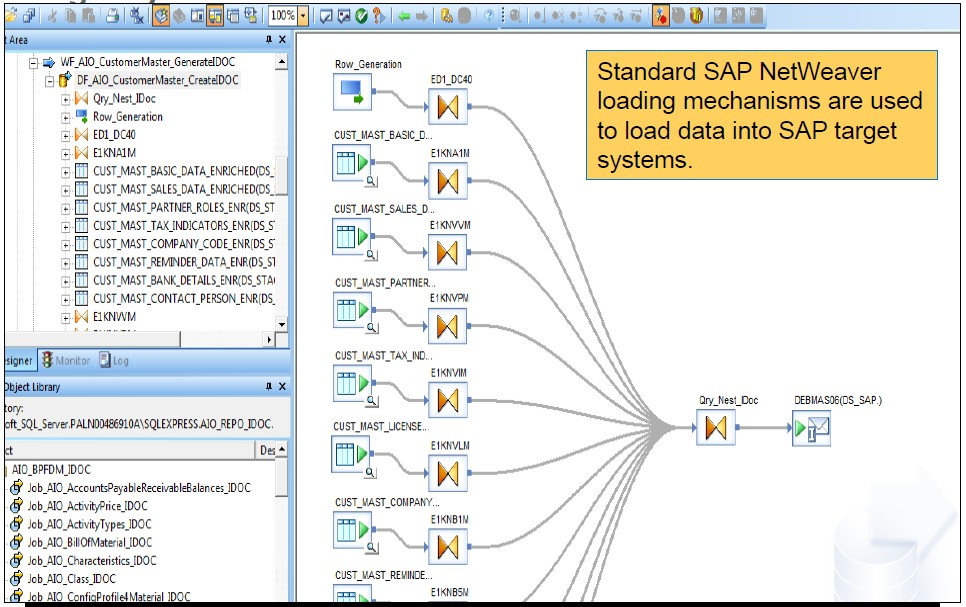 100%
t Area
WF_AIO_CustomerMaster_GenerateIDOC
DF_AIO_CustomerMaster_CreateIDOC
Qry_Nest_IDoc
Row_Generation
ED1_DC40
E1KNA1M
CUST_MAST_BASIC_DATA_ENRICHED(DS_
CUST_MAST_SALES_DATA_ENRICHED(DS_
CUST_MAST_PARTNER_ROLES_ENR(DS_ST
CUST_MAST_TAX_INDICATORS_ENR(DS_ST
CUST_MAST_COMPANY_CODE_ENR(DS_S
CUST_MAST_REMINDER_DATA_ENR(DS_ST
CUST_MAST_BANK_DETAILS_ENR(DS_STA
CUST_MAST_CONTACT_PERSON_ENR(DS_
E1KNVVM
esigner Monitor Log
Object Library
tory:
oft_SQL_Server.PALN00486910A\SQLEXPRESS.AIO_REPO_IDOC.
ct Des
AIO_BPFDM_IDOC
Job_AIO_AccountsPayableReceivableBalances_IDOC
Job_AIO_ActivityPrice_IDOC
Job_AIO_ActivityTypes_IDOC
Job_AIO_BillOfMaterial_IDOC
Job_AIO_Characteristics_IDOC
Job_AIO_Class_IDOC
Job_AIO_ConfigProfile4Material_IDOC
Row_Generation
ED1_DC40
CUST_MAST_BASIC_D...
E1KNA1M
CUST_MAST_SALES_D...
E1KNVVM
CUST_MAST_PARTNER...
E1KNVPM
CUST_MAST_TAX_IND...
E1KNVIM
CUST_MAST_LICENSE...
E1KNVLM
CUST_MAST_COMPANY...
E1KNB1M
CUST_MAST_REMINDE...
E1KNB5M
Qry_Nest_IDoc
DEBMAS06(DS_SAP.)
Standard SAP NetWeaver
loading mechanisms are used
to load data into SAP target
systems.